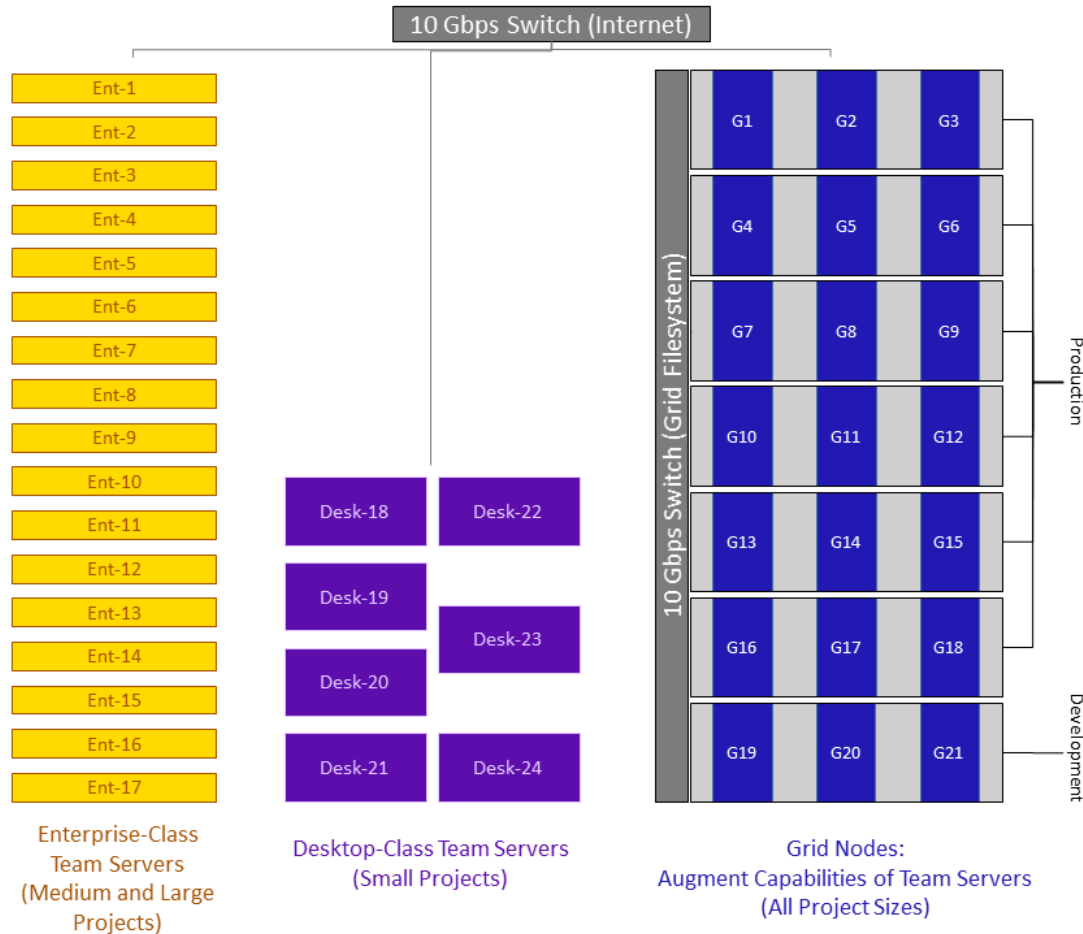 10 Gbps Switch (Internet)
Ent-1
Ent-2
Ent-3
Ent-4
Ent-5
Ent-6
Ent-7
Ent-8
Ent-9
Ent-10
Ent-11
Ent-12
Ent-13
Ent-14
Ent-15
Ent-16
Ent-17
Enterprise-Class
Team Servers
(Medium and Large
Projects)
Desk-18
Desk-22
Desk-19
Desk-23
Desk-20
Desk-21
Desk-24
Desktop-Class Team Servers
(Small Projects)
10 Gbps Switch (Grid Filesystem)
G1
G2
G3
G4
G5
G6
G7
G8
G9
G10
G11
G12
G13
G14
G15
G16
G17
G18
G19
G20
G21
Production
Development
Grid Nodes:
Augment Capabilities of Team Servers
(All Project Sizes)